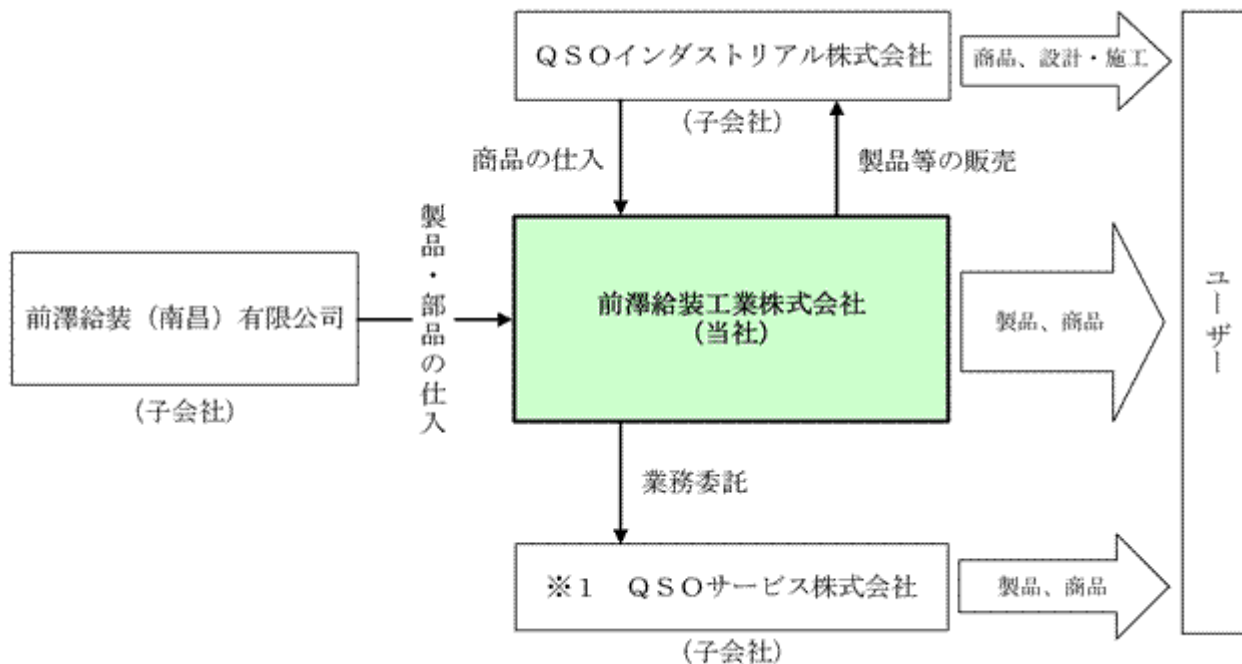 QSOインダストリアル株式会社
商品、設計・施工
(子会社)
商品の仕入
製品等の販売
前澤給装（南昌）有限公司
(子会社)
製品・部品の仕入
前澤給装工業株式会社
(当社)
製品、商品
ユーザー
業務委託
※1　QSOサービス株式会社
製品、商品
(子会社)